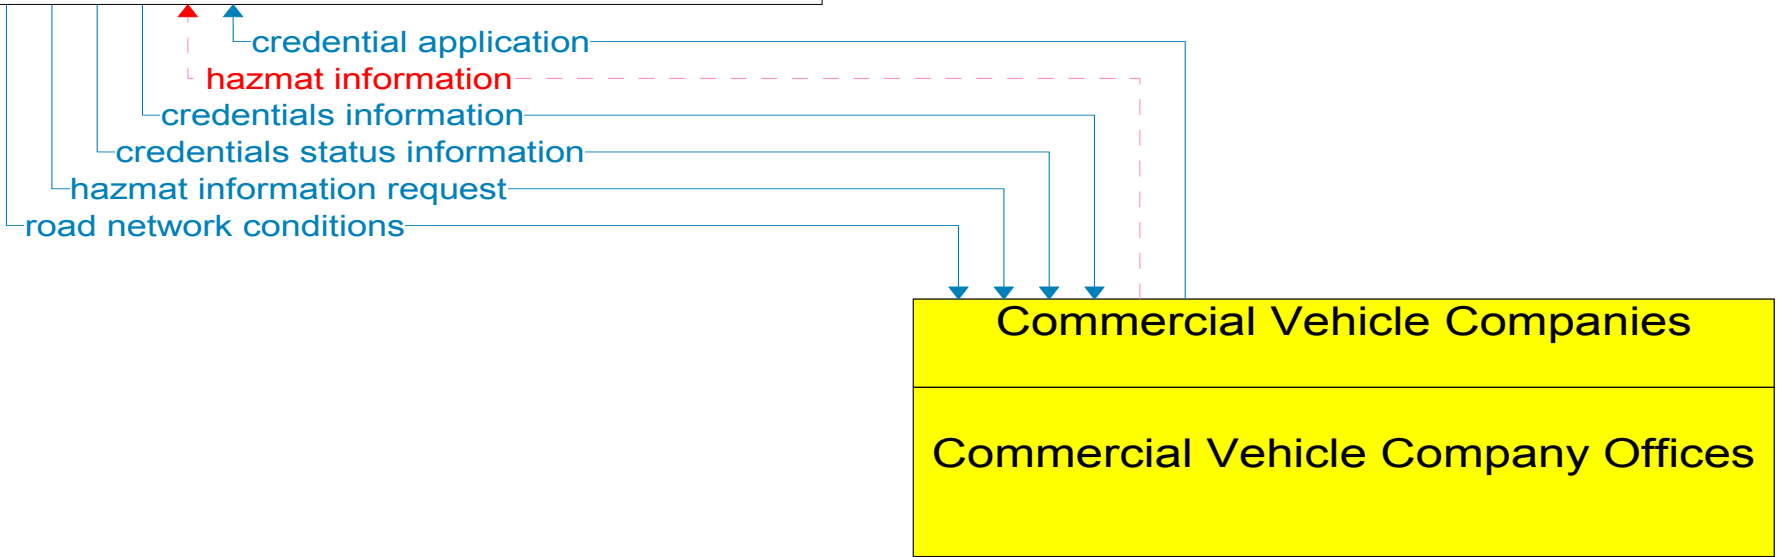 credential application
hazmat information
credentials information
credentials status information
hazmat information request
road network conditions
Commercial Vehicle Companies
Commercial Vehicle Company Offices